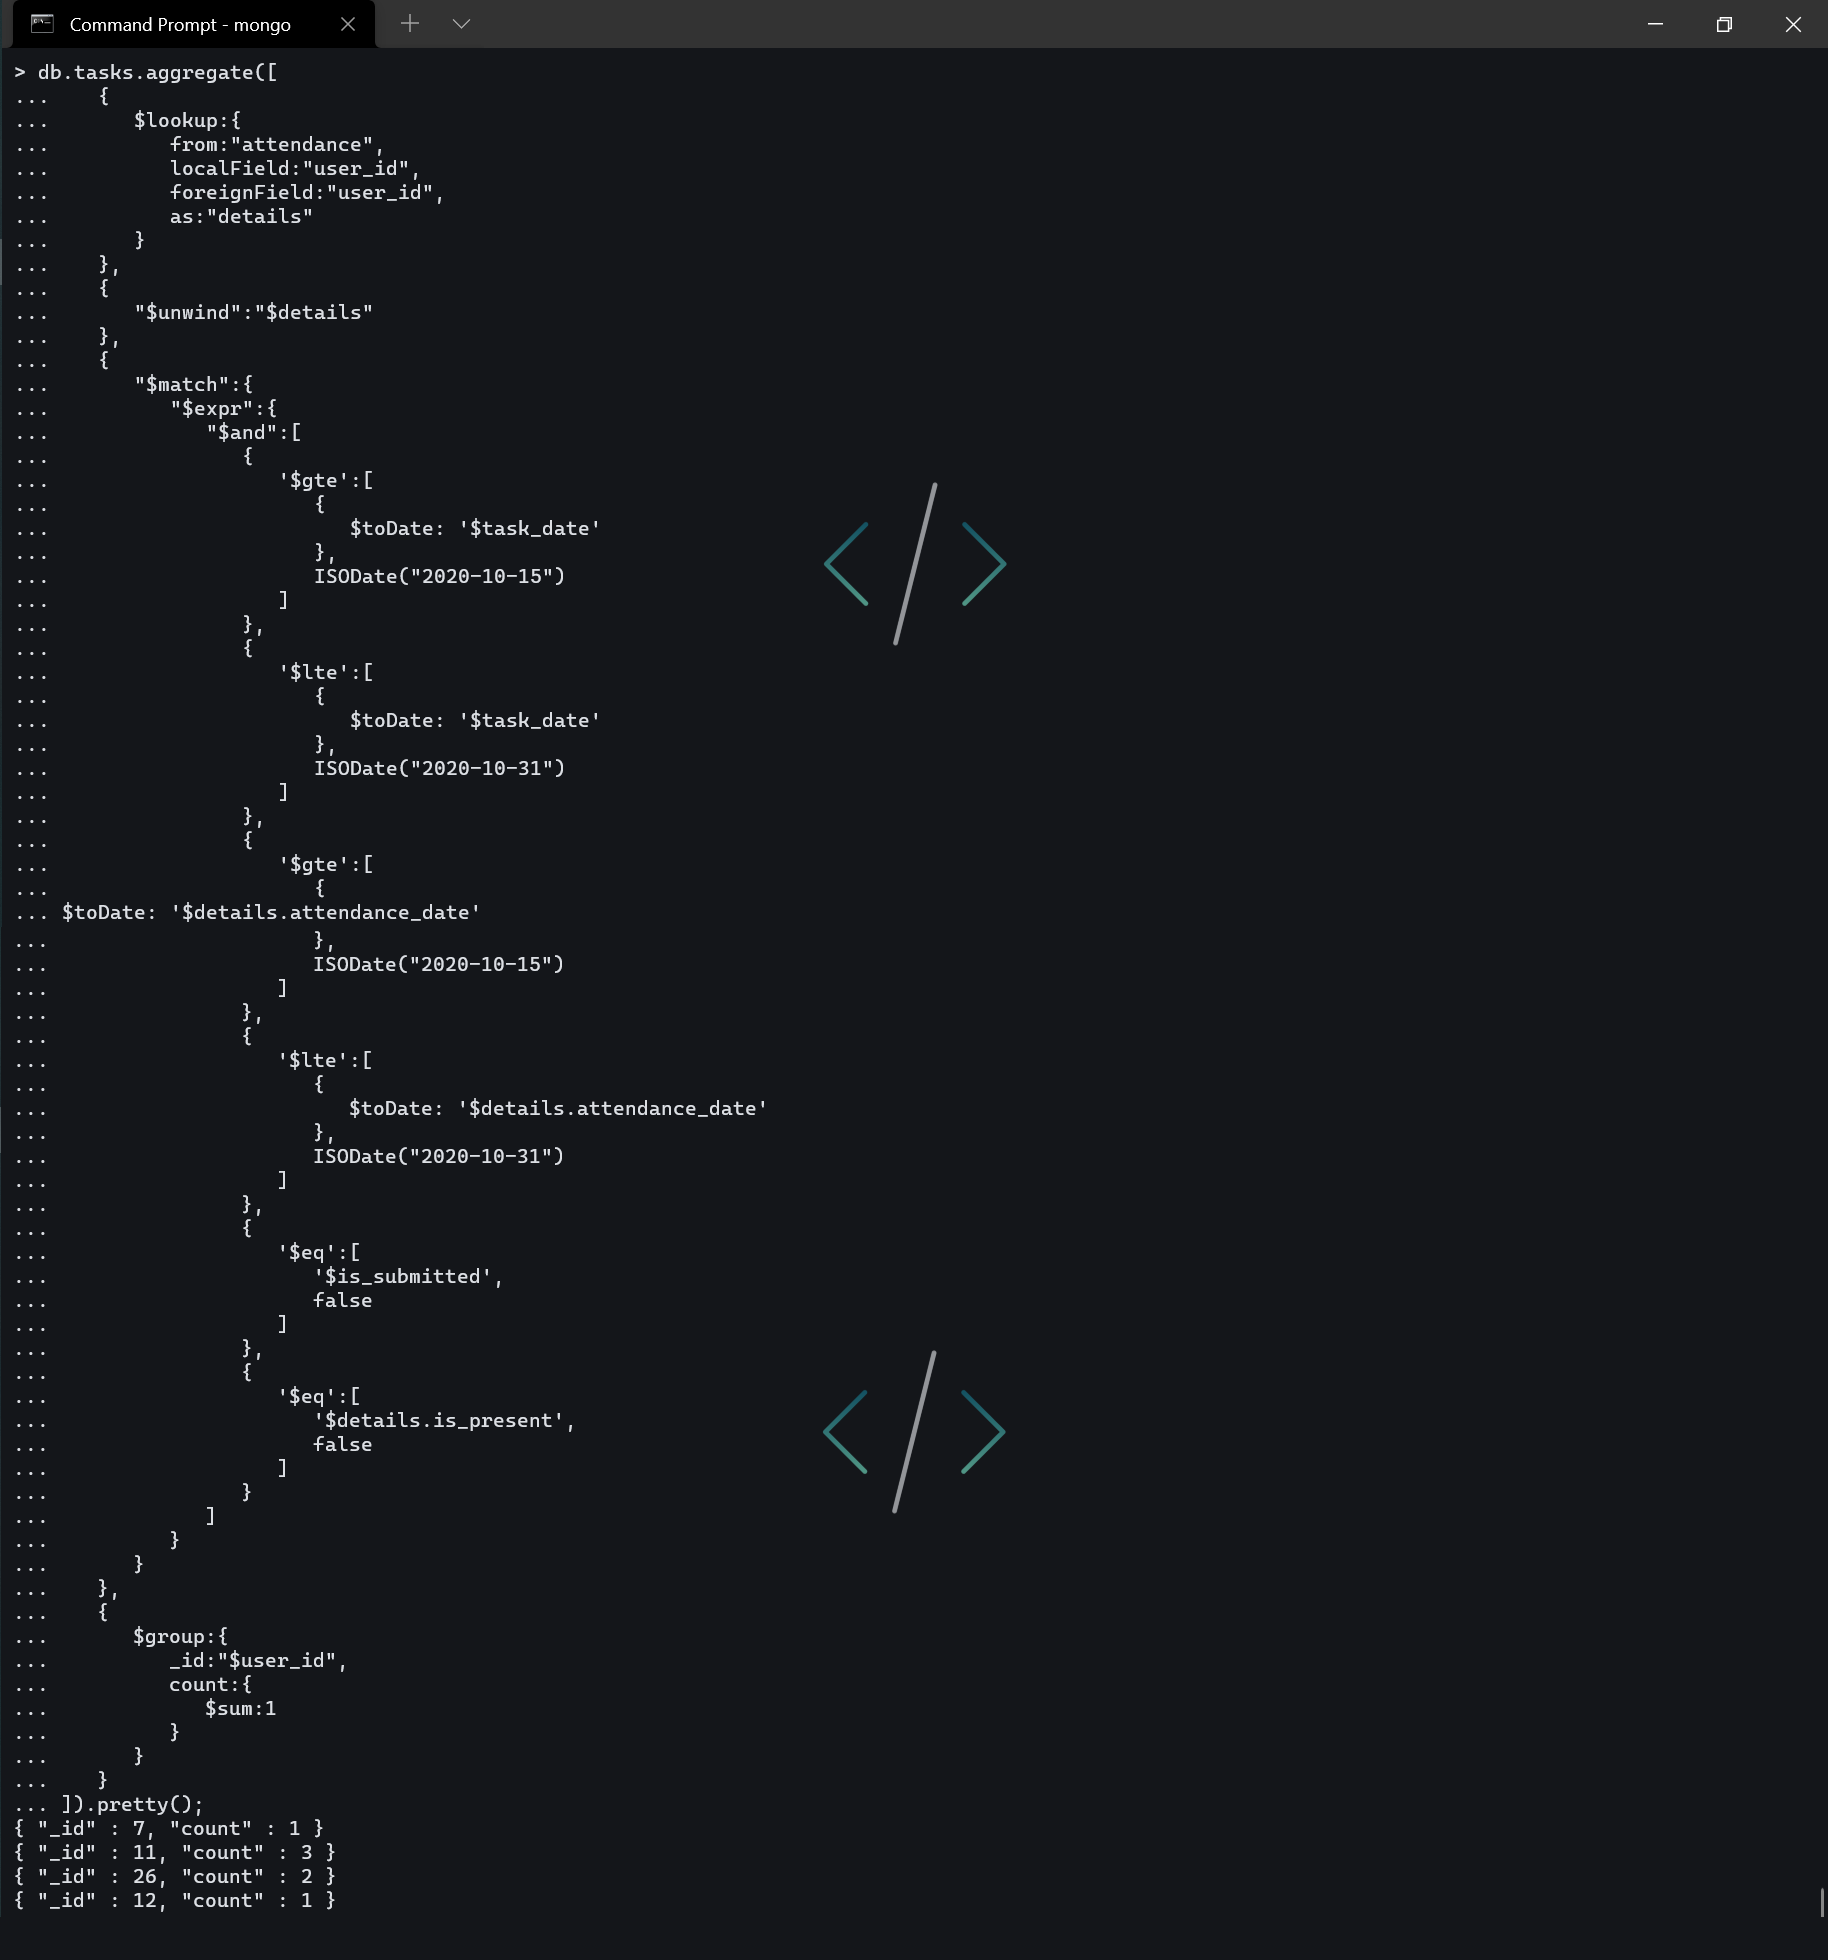 Command Prompt - mongo
> db.tasks.aggregate([
...    {
...       $lookup:{
...          from:"attendance",
...          localField:"user_id",
...          foreignField:"user_id",
...          as:"details"
...       }
...    },
...    {
...       "$unwind":"$details"
...    },
...    {
...       "$match":{
...          "$expr":{
...             "$and":[
...                {
...                   '$gte':[
...                      {
...                         $toDate: '$task_date'
...                      },
...                      ISODate("2020-10-15")
...                   ]
...                },
...                {
...                   '$lte':[
...                      {
...                         $toDate: '$task_date'
...                      },
...                      ISODate("2020-10-31")
...                   ]
...                },
...                {
...                   '$gte':[
...                      {
... $toDate: '$details.attendance_date'
...                      },
...                      ISODate("2020-10-15")
...                   ]
...                },
...                {
...                   '$lte':[
...                      {
...                         $toDate: '$details.attendance_date'
...                      },
...                      ISODate("2020-10-31")
...                   ]
...                },
...                {
...                   '$eq':[
...                      '$is_submitted',
...                      false
...                   ]
...                },
...                {
...                   '$eq':[
...                      '$details.is_present',
...                      false
...                   ]
...                }
...             ]
...          }
...       }
...    },
...    {
...       $group:{
...          _id:"$user_id",
...          count:{
...             $sum:1
...          }
...       }
...    }
... ]).pretty();
{ "_id" : 7, "count" : 1 }
{ "_id" : 11, "count" : 3 }
{ "_id" : 26, "count" : 2 }
{ "_id" : 12, "count" : 1 }